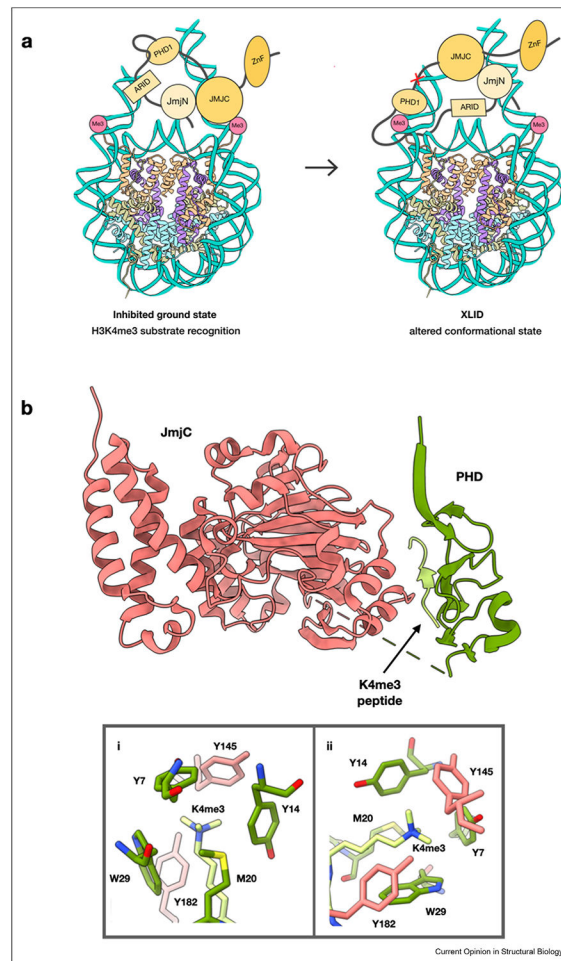 a
PHD1
ZnF
ARID
JmjN
JMJC
Me3
Me3
JMJC
ZnF
JmjN
PHD1
ARID
Me3
Me3
Inhibited ground state
H3K4me3 substrate recognition
XLID
altered conformational state
b
JmjC
PHD
K4me3
peptide
i
Y145
Y7
K4me3
Y14
W29
M20
Y182
ii
Y14
Y145
M20
K4me3
Y7
Y182
W29
Current Opinion in Structural Biology